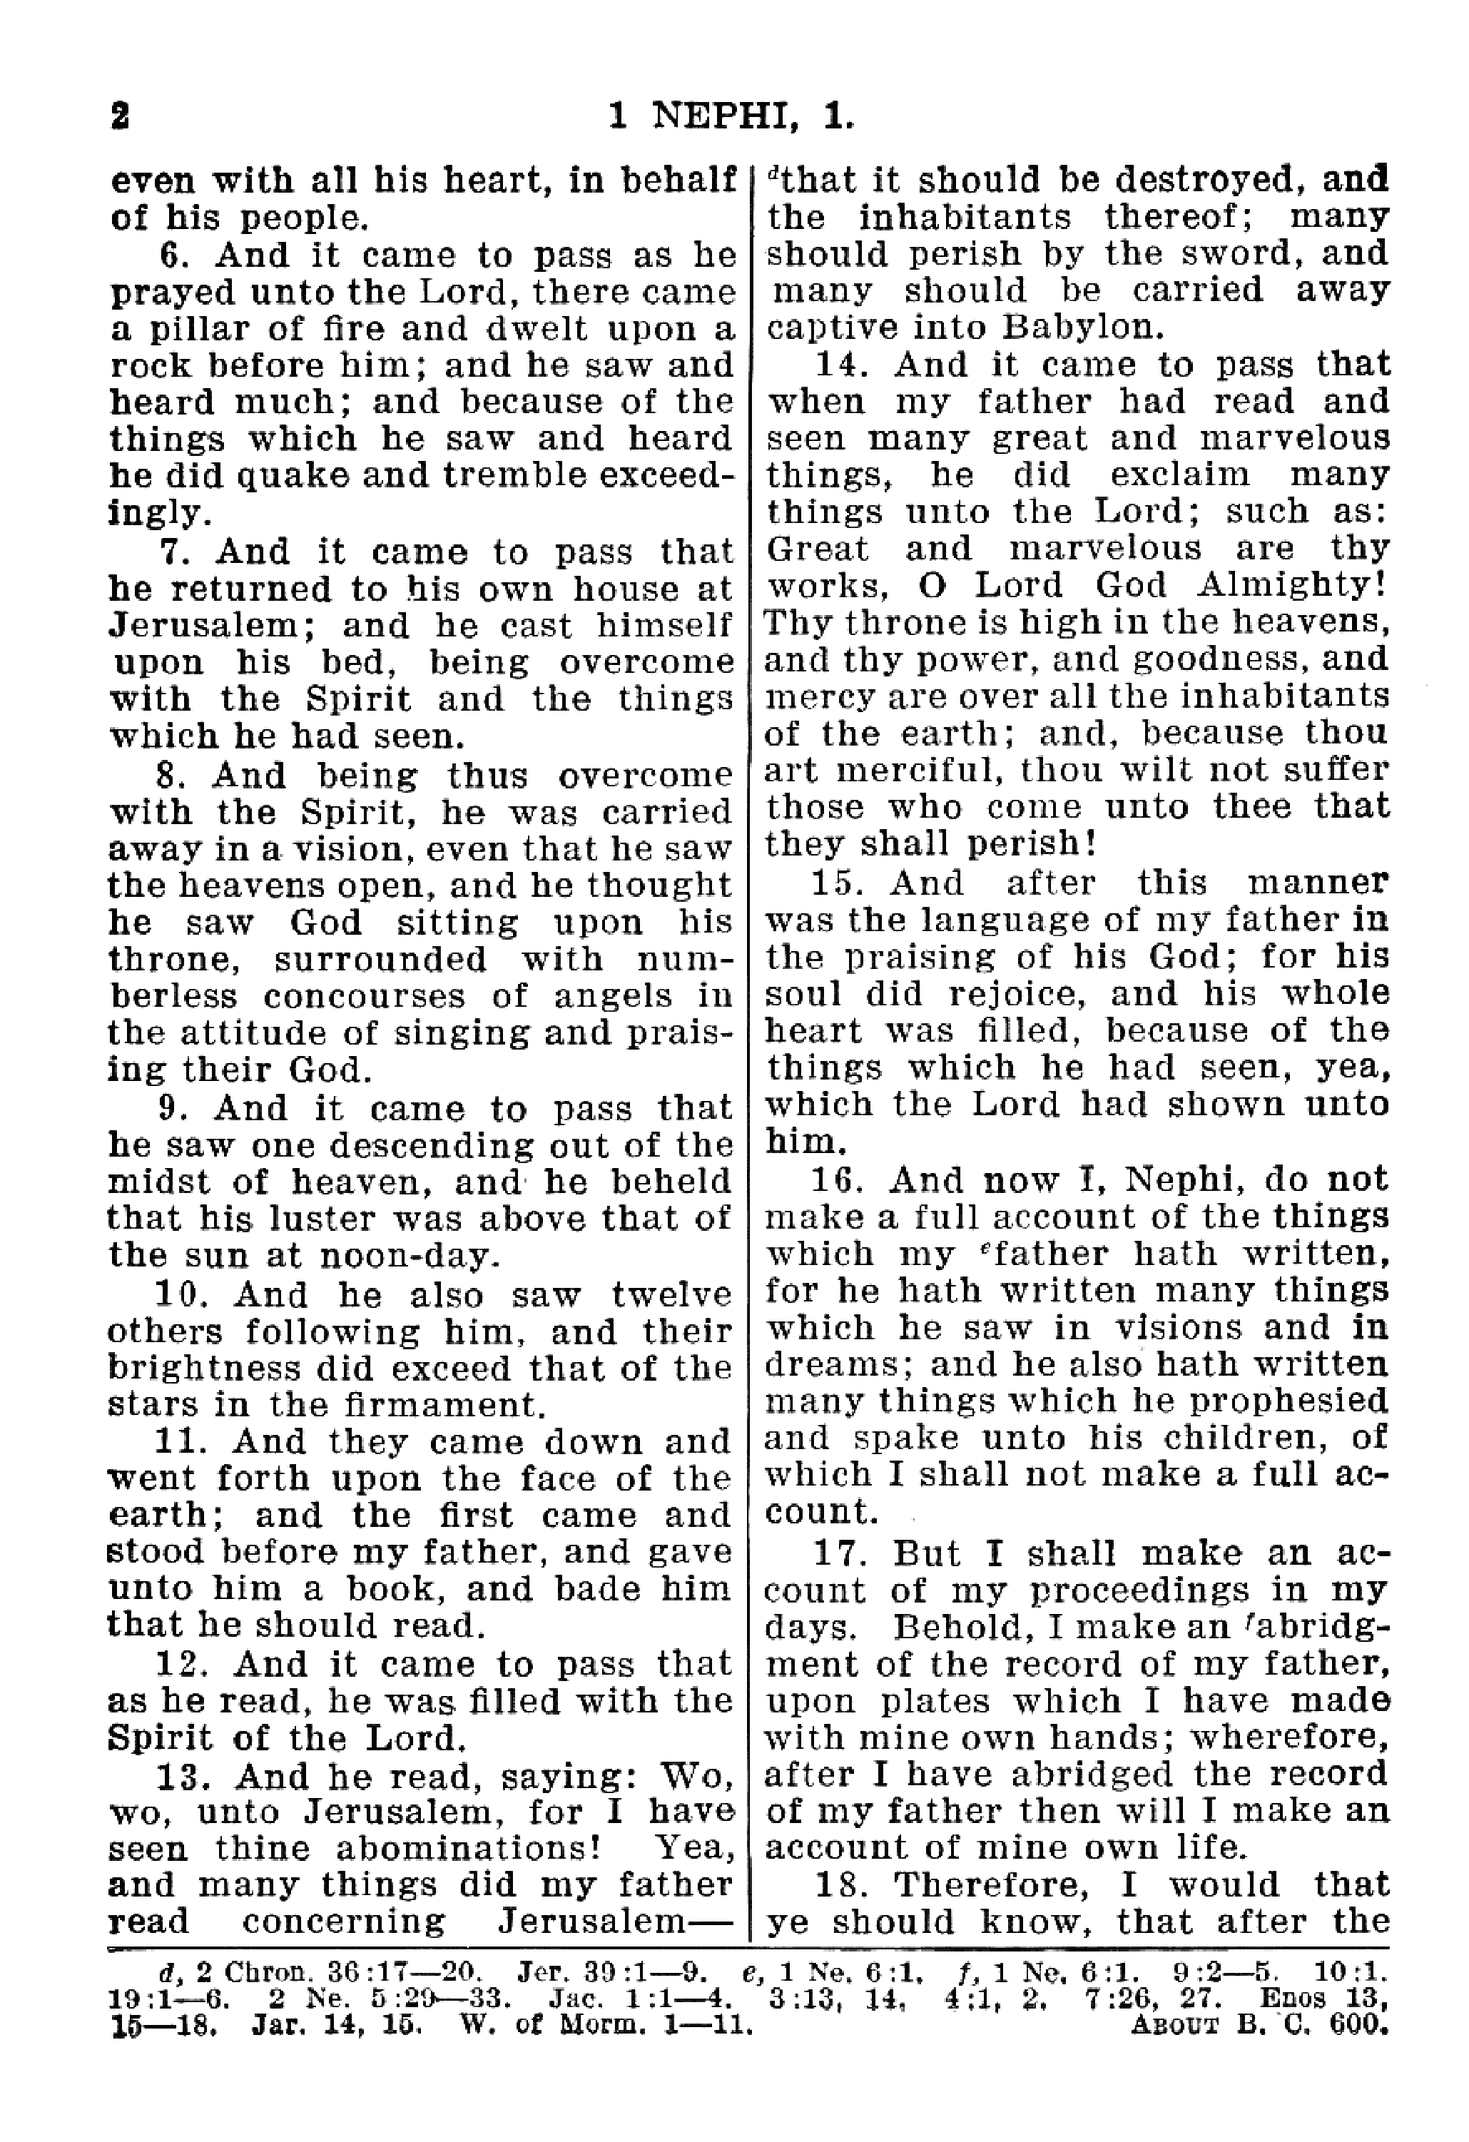 2
1 NEPHI, 1.
even with all his heart, in behalf
of his people.
6. And it came to pass as he
prayed unto the Lord, there came
a pillar of fire and dwelt upon a
rock before him; and he saw and
heard much; and because of the
things which he saw and heard
he did quake and tremble exceed-
ingly.
7. And it came to pass that
he returned to his own house at
Jerusalem; and he cast himself
upon his bed, being overcome
with the Spirit and the things
which he had seen.
8. And being thus overcome
with the Spirit, he was carried
away in a vision, even that he saw
the heavens open, and he thought
he saw God sitting upon his
throne, surrounded with num-
berless concourses of angels in
the attitude of singing and prais-
ing their God.
9. And it came to pass that
he saw one descending out of the
midst of heaven, and he beheld
that his luster was above that of
the sun at noon-day.
10. And he also saw twelve
others following him, and their
brightness did exceed that of the
stars in the firmament.
11. And they came down and
went forth upon the face of the
earth; and the first came and
stood before my father, and gave
unto him a book, and bade him
that he should read.
12. And it came to pass that
as he read, he was filled with the
Spirit of the Lord.
13. And he read, saying: Wo,
wo, unto Jerusalem, for I have
seen thine abominations! Yea,
and many things did my father
read concerning Jerusalem—
dthat it should be destroyed, and
the inhabitants thereof; many
should perish by the sword, and
many should be carried away
captive into Babylon.
14. And it came to pass that
when my father had read and
seen many great and marvelous
things, he did exclaim many
things unto the Lord; such as:
Great and marvelous are thy
works, O Lord God Almighty!
Thy throne is high in the heavens,
and thy power, and goodness, and
mercy are over all the inhabitants
of the earth; and, because thou
art merciful, thou wilt not suffer
those who come unto thee that
they shall perish!
15. And after this manner
was the language of my father in
the praising of his God; for his
soul did rejoice, and his whole
heart was filled, because of the
things which he had seen, yea,
which the Lord had shown unto
him.
16. And now I, Nephi, do not
make a full account of the things
which my efather hath written,
for he hath written many things
which he saw in visions and in
dreams; and he also hath written
many things which he prophesied
and spake unto his children, of
which I shall not make a full ac-
count.
17. But I shall make an ac-
count of my proceedings in my
days. Behold, I make an fabridg-
ment of the record of my father,
upon plates which I have made
with mine own hands; wherefore,
after I have abridged the record
of my father then will I make an
account of mine own life.
18. Therefore, I would that
ye should know, that after the
d, 2 Chron. 36:17—20. Jer. 39:1—9. e, 1 Ne. 6:1. f, 1 Ne. 6:1. 9:2—5. 10:1.
19:1—6. 2 Ne. 5:29—33. Jac. 1:1—4. 3:13, 14, 4:1, 2. 7:26, 27. Enos 13,
15—18. Jar. 14, 15. W. of Morm. 1—11. ABOUT B. C. 600.